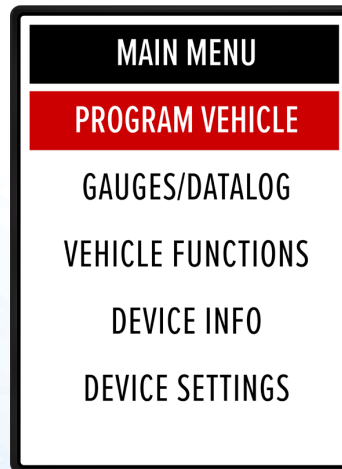 MAIN MENU
PROGRAM VEHICLE
GAUGES/DATALOG
VEHICLE FUNCTIONS
DEVICE INFO
DEVICE SETTINGS